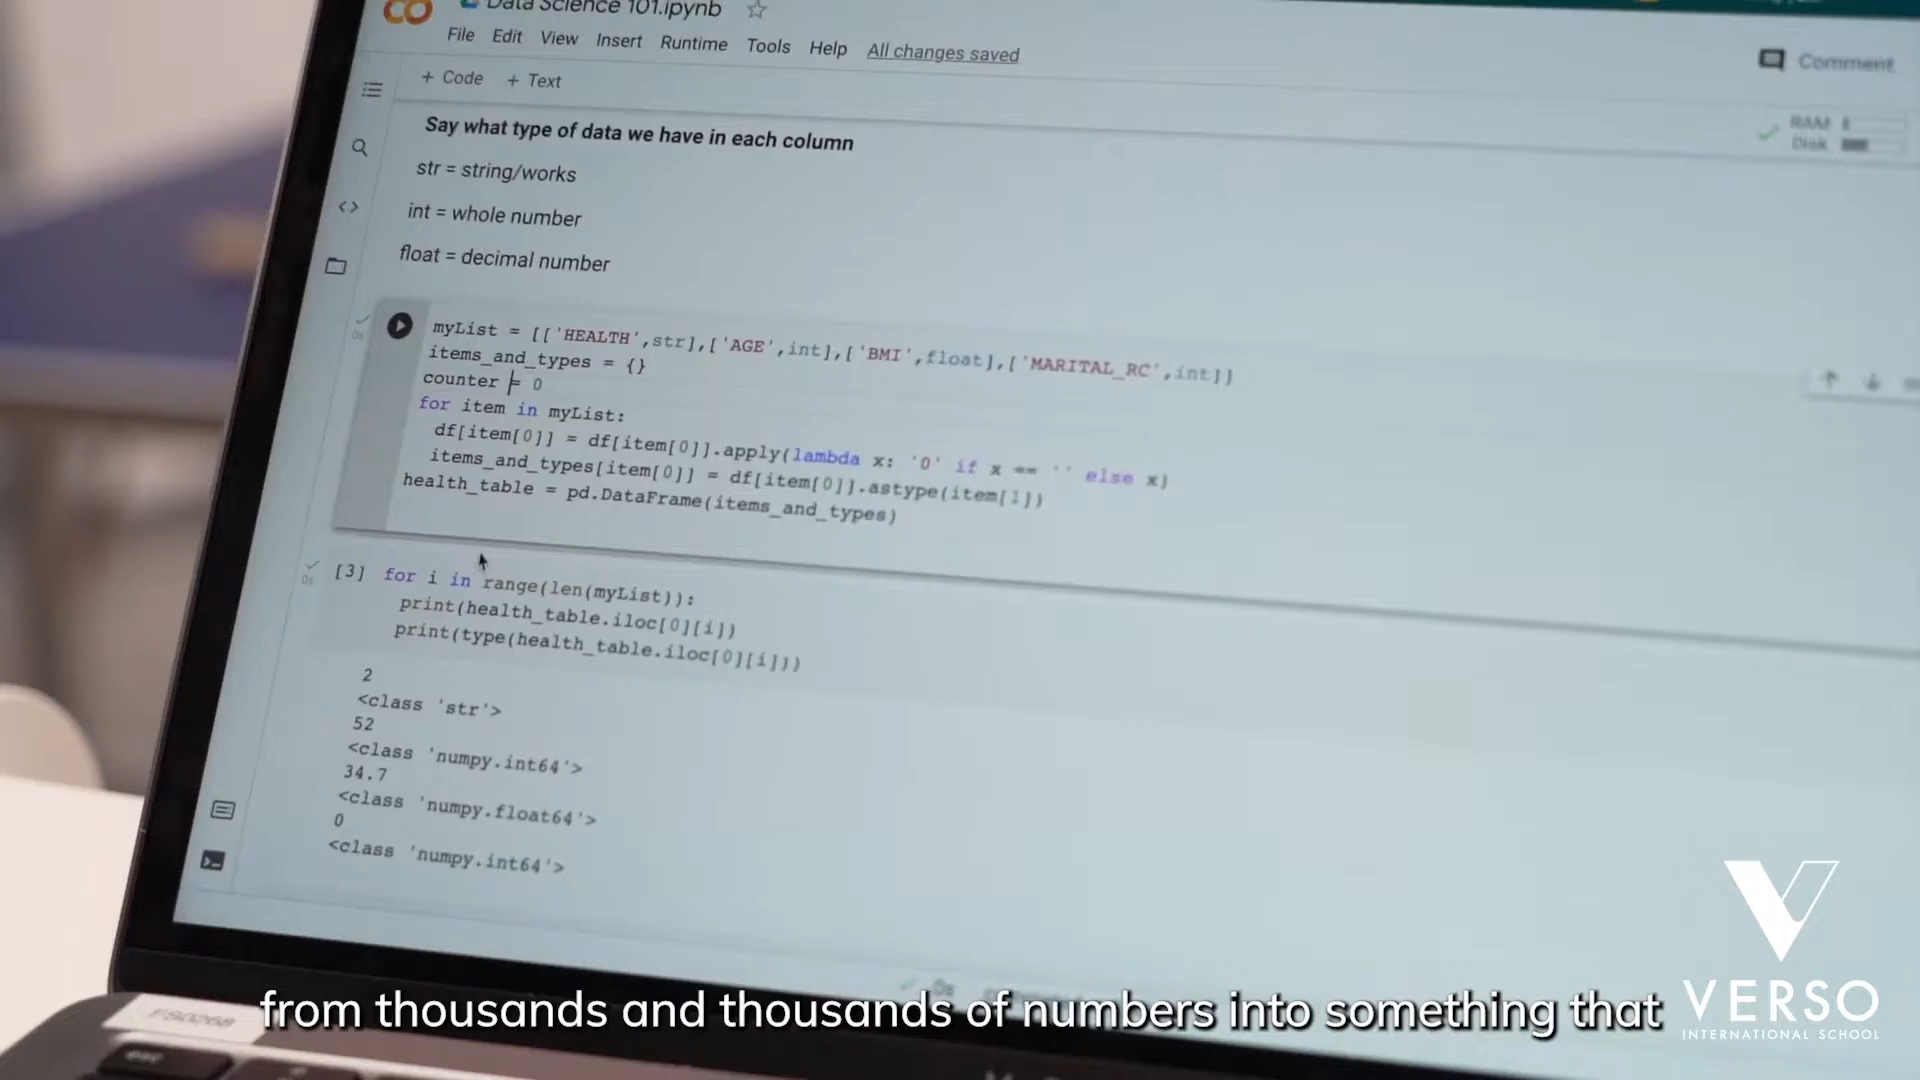 CO Data Science 101.ipynb
File Edit View Insert Runtime Tools Help All changes saved
Comment
+ Code + Text
RAM
Disk
Say what type of data we have in each column
str = string/works
int = whole number
float = decimal number
myList = [['HEALTH',str],['AGE',int],['BMI',float],['MARITAL_RC',int]]
items_and_types = {}
counter = 0
for item in myList:
df[item[0]] = df[item[0]].apply(lambda x: '0' if x == '' else x)
items_and_types[item[0]] = df[item[0]].astype(item[1])
health_table = pd.DataFrame(items_and_types)
0s
[3] for i in range(len(myList)):
print(health_table.iloc[0][i])
print(type(health_table.iloc[0][i]))
2
<class 'str'>
52
<class 'numpy.int64'>
34.7
<class 'numpy.float64'>
0
<class 'numpy.int64'>
0s
from thousands and thousands of numbers into something that
VERSO
INTERNATIONAL SCHOOL
esc